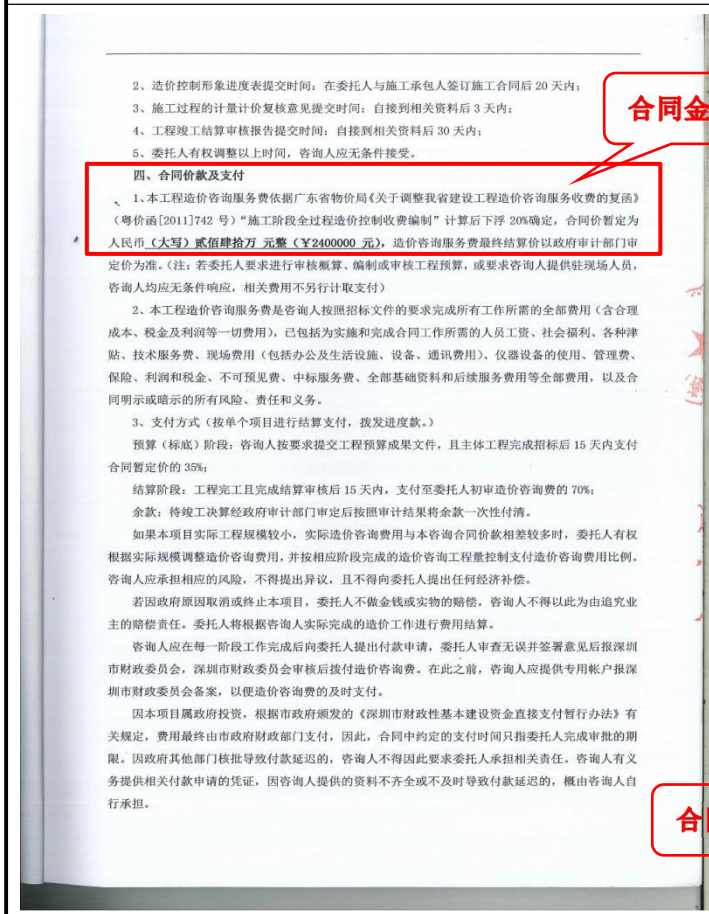 2、造价控制形象进度表提交时间：在委托人与施工承包人签订施工合同后 20 天内；
3、施工过程的计量计价复核意见提交时间：自接到相关资料后 3 天内；
合同金
4、工程竣工结算审核报告提交时间：自接到相关资料后 30 天内；
5、委托人有权调整以上时间，咨询人应无条件接受。
四、合同价款及支付
1、本工程造价咨询服务费依据广东省物价局《关于调整我省建设工程造价咨询服务收费的复函》
（粤价函[2011]742 号）“施工阶段全过程造价控制收费编制”计算后下浮 20%确定，合同价暂定为
人民币（大写）贰佰肆拾万 元整（￥2400000 元），造价咨询服务费最终结算价以政府审计部门审
定价为准。（注：若委托人要求进行审核概算、编制或审核工程预算，或要求咨询人提供驻现场人员，
咨询人均应无条件响应，相关费用不另行计取支付）
2、本工程造价咨询服务费是咨询人按照招标文件的要求完成所有工作所需的全部费用（含合理
成本、税金及利润等一切费用），已包括为实施和完成合同工作所需的人员工资、社会福利、各种津
贴、技术服务费、现场费用（包括办公及生活设施、设备、通讯费用）、仪器设备的使用、管理费、
保险、利润和税金、不可预见费、中标服务费、全部基础资料和后续服务费用等全部费用，以及合
同明示或暗示的所有风险、责任和义务。
3、支付方式（按单个项目进行结算支付，拨发进度款。）
预算（标底）阶段：咨询人按要求提交工程预算成果文件，且主体工程完成招标后 15 天内支付
合同暂定价的 35%；
结算阶段：工程完工且完成结算审核后 15 天内，支付至委托人初审造价咨询费的 70%；
余款：待竣工决算经政府审计部门审定后按照审计结果将余款一次性付清。
如果本项目实际工程规模较小，实际造价咨询费用与本咨询合同价款相差较多时，委托人有权
根据实际规模调整造价咨询费用，并按相应阶段完成的造价咨询工程量控制支付造价咨询费用比例。
咨询人应承担相应的风险，不得提出异议，且不得向委托人提出任何经济补偿。
若因政府原因取消或终止本项目，委托人不做金钱或实物的赔偿，咨询人不得以此为由追究业
主的赔偿责任。委托人将根据咨询人实际完成的造价工作进行费用结算。
咨询人应在每一阶段工作完成后向委托人提出付款申请，委托人审查无误并签署意见后报深圳
市财政委员会，深圳市财政委员会审核后拨付造价咨询费。在此之前，咨询人应提供专用帐户报深
圳市财政委员会备案，以便造价咨询费的及时支付。
因本项目属政府投资，根据市政府颁发的《深圳市财政性基本建设资金直接支付暂行办法》有
关规定，费用最终由市政府财政部门支付，因此，合同中约定的支付时间只指委托人完成审批的期
限。因政府其他部门核批导致付款延迟的，咨询人不得因此要求委托人承担相关责任。咨询人有义
务提供相关付款申请的凭证，因咨询人提供的资料不齐全或不及时导致付款延迟的，概由咨询人自
行承担。